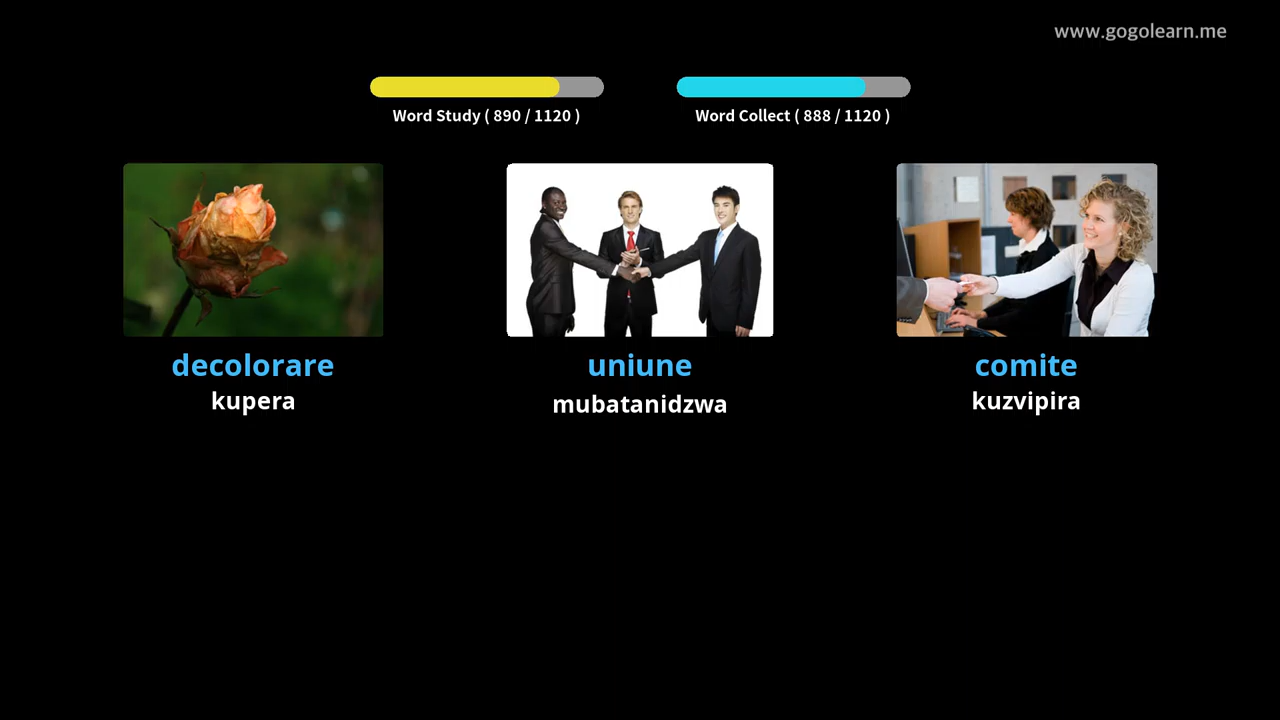 www.gogolearn.me
Word Study ( 890 / 1120 )
Word Collect ( 888 / 1120 )
decolorare
kupera
uniune
mubatanidzwa
comite
kuzvipira